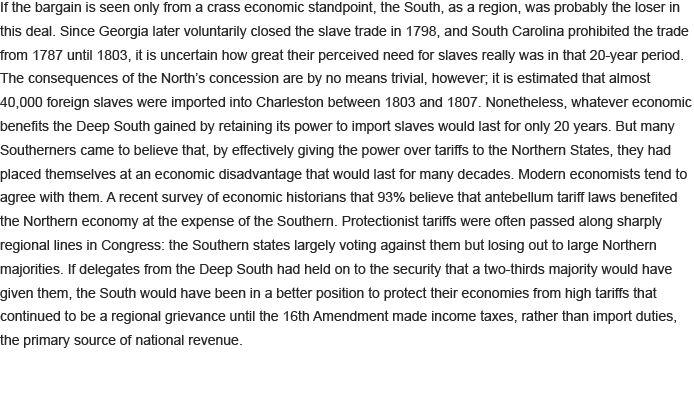 If the bargain is seen only from a crass economic standpoint, the South, as a region, was probably the loser in
this deal. Since Georgia later voluntarily closed the slave trade in 1798, and South Carolina prohibited the trade
from 1787 until 1803, it is uncertain how great their perceived need for slaves really was in that 20-year period.
The consequences of the North’s concession are by no means trivial, however; it is estimated that almost
40,000 foreign slaves were imported into Charleston between 1803 and 1807. Nonetheless, whatever economic
benefits the Deep South gained by retaining its power to import slaves would last for only 20 years. But many
Southerners came to believe that, by effectively giving the power over tariffs to the Northern States, they had
placed themselves at an economic disadvantage that would last for many decades. Modern economists tend to
agree with them. A recent survey of economic historians that 93% believe that antebellum tariff laws benefited
the Northern economy at the expense of the Southern. Protectionist tariffs were often passed along sharply
regional lines in Congress: the Southern states largely voting against them but losing out to large Northern
majorities. If delegates from the Deep South had held on to the security that a two-thirds majority would have
given them, the South would have been in a better position to protect their economies from high tariffs that
continued to be a regional grievance until the 16th Amendment made income taxes, rather than import duties,
the primary source of national revenue.